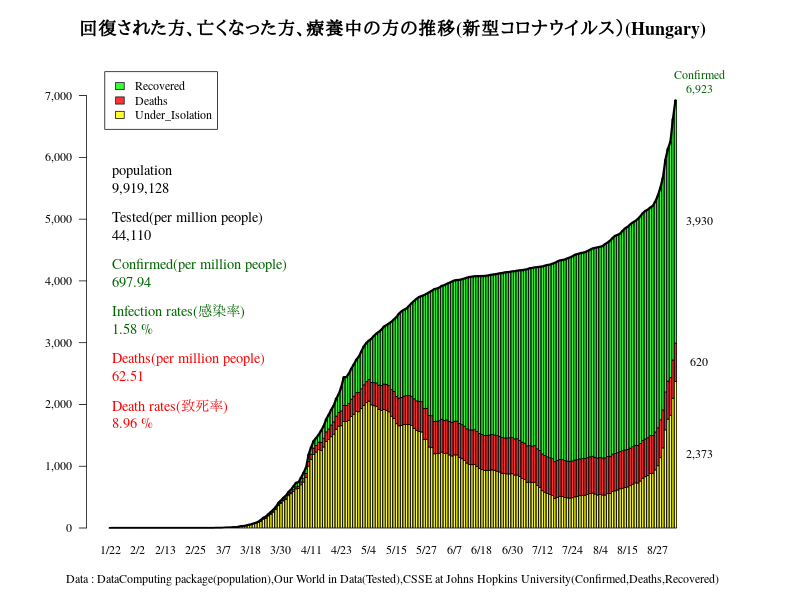 回復された方、亡くなった方、療養中の方の推移(新型コロナウイルス)(Hungary)
Confirmed
6,923
Recovered
Deaths
Under_Isolation
7,000
6,000
5,000
4,000
3,000
2,000
1,000
0
population
9,919,128
Tested(per million people)
44,110
Confirmed(per million people)
697.94
Infection rates(感染率)
1.58 %
Deaths(per million people)
62.51
Death rates(致死率)
8.96 %
3,930
620
2,373
1/22 2/2 2/13 2/25 3/7 3/18 3/30 4/11 4/23 5/4 5/15 5/27 6/7 6/18 6/30 7/12 7/24 8/4 8/15 8/27
Data : DataComputing package(population),Our World in Data(Tested),CSSE at Johns Hopkins University(Confirmed,Deaths,Recovered)